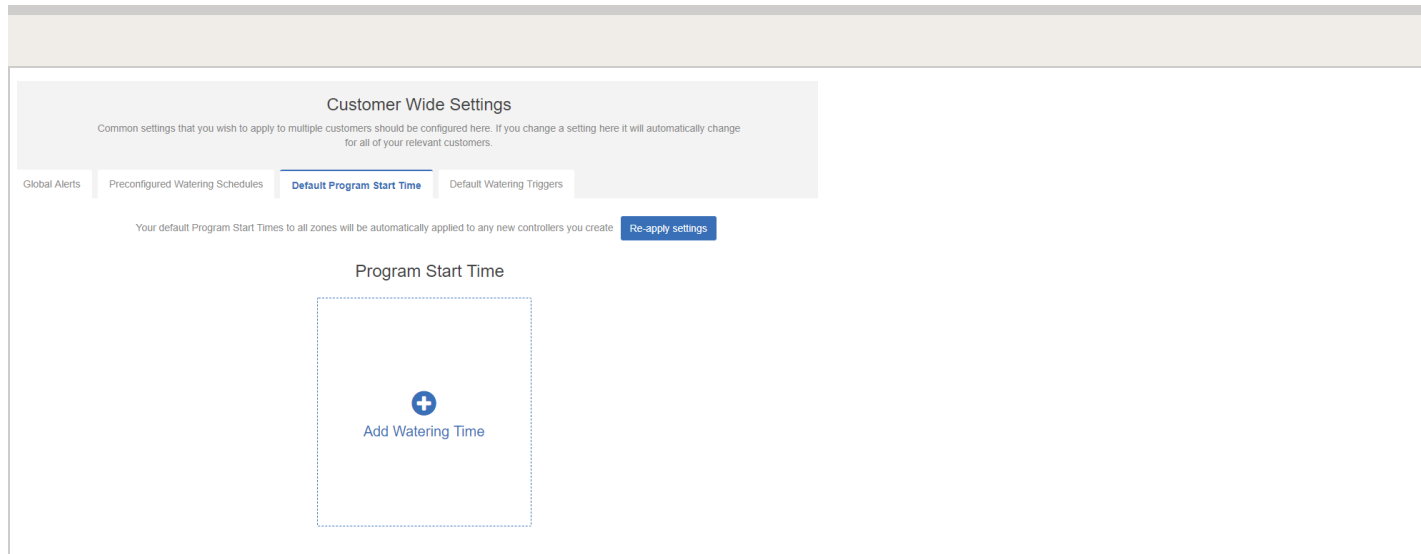 Customer Wide Settings
Common settings that you wish to apply to multiple customers should be configured here. If you change a setting here it will automatically change
for all of your relevant customers.
Global Alerts Preconfigured Watering Schedules Default Program Start Time Default Watering Triggers
Your default Program Start Times to all zones will be automatically applied to any new controllers you create Re-apply settings
Program Start Time
Add Watering Time